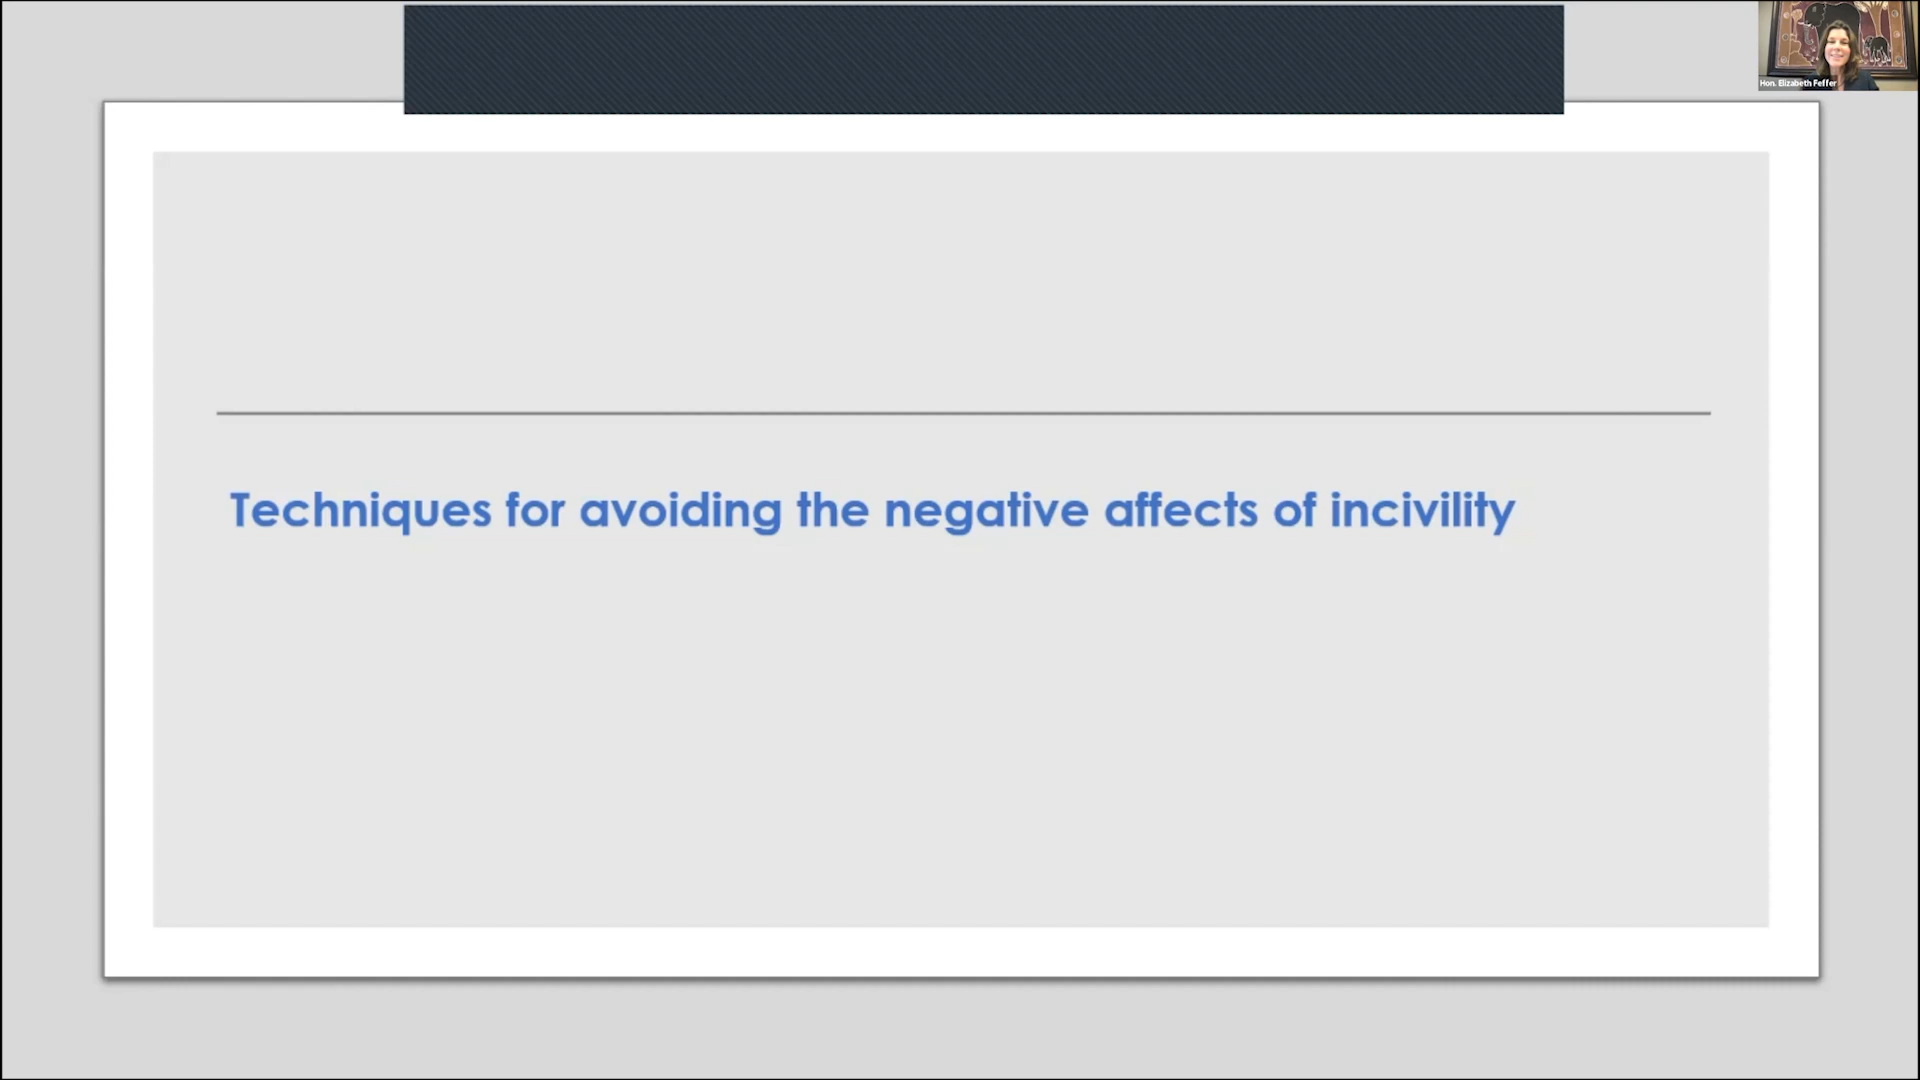 Hon. Elizabeth Feffer
Techniques for avoiding the negative affects of incivility